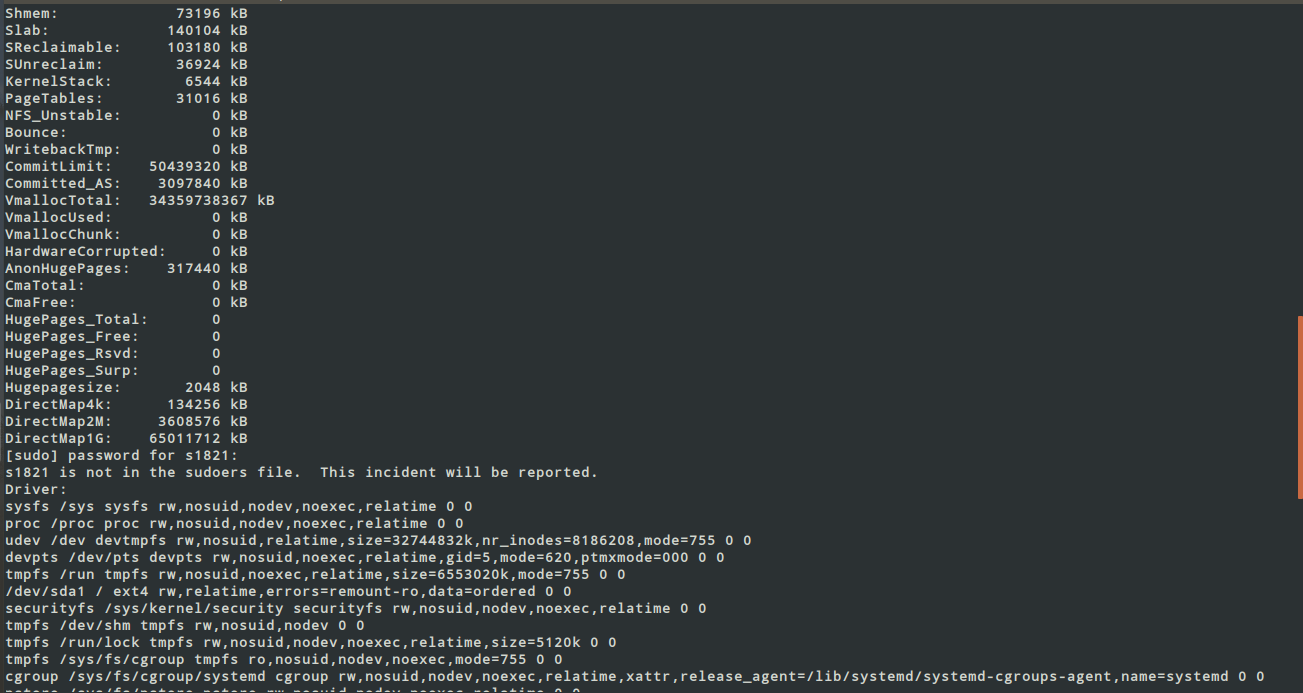 Shmem:             73196 kB
Slab:             140104 kB
SReclaimable:     103180 kB
SUnreclaim:        36924 kB
KernelStack:        6544 kB
PageTables:        31016 kB
NFS_Unstable:          0 kB
Bounce:                0 kB
WritebackTmp:          0 kB
CommitLimit:    50439320 kB
Committed_AS:    3097840 kB
VmallocTotal:   34359738367 kB
VmallocUsed:           0 kB
VmallocChunk:          0 kB
HardwareCorrupted:     0 kB
AnonHugePages:    317440 kB
CmaTotal:              0 kB
CmaFree:               0 kB
HugePages_Total:       0
HugePages_Free:        0
HugePages_Rsvd:        0
HugePages_Surp:        0
Hugepagesize:       2048 kB
DirectMap4k:      134256 kB
DirectMap2M:     3608576 kB
DirectMap1G:    65011712 kB
[sudo] password for s1821:
s1821 is not in the sudoers file.  This incident will be reported.
Driver:
sysfs /sys sysfs rw,nosuid,nodev,noexec,relatime 0 0
proc /proc proc rw,nosuid,nodev,noexec,relatime 0 0
udev /dev devtmpfs rw,nosuid,relatime,size=32744832k,nr_inodes=8186208,mode=755 0 0
devpts /dev/pts devpts rw,nosuid,noexec,relatime,gid=5,mode=620,ptmxmode=000 0 0
tmpfs /run tmpfs rw,nosuid,noexec,relatime,size=6553020k,mode=755 0 0
/dev/sda1 / ext4 rw,relatime,errors=remount-ro,data=ordered 0 0
securityfs /sys/kernel/security securityfs rw,nosuid,nodev,noexec,relatime 0 0
tmpfs /dev/shm tmpfs rw,nosuid,nodev 0 0
tmpfs /run/lock tmpfs rw,nosuid,nodev,noexec,relatime,size=5120k 0 0
tmpfs /sys/fs/cgroup tmpfs ro,nosuid,nodev,noexec,mode=755 0 0
cgroup /sys/fs/cgroup/systemd cgroup rw,nosuid,nodev,noexec,relatime,xattr,release_agent=/lib/systemd/systemd-cgroups-agent,name=systemd 0 0